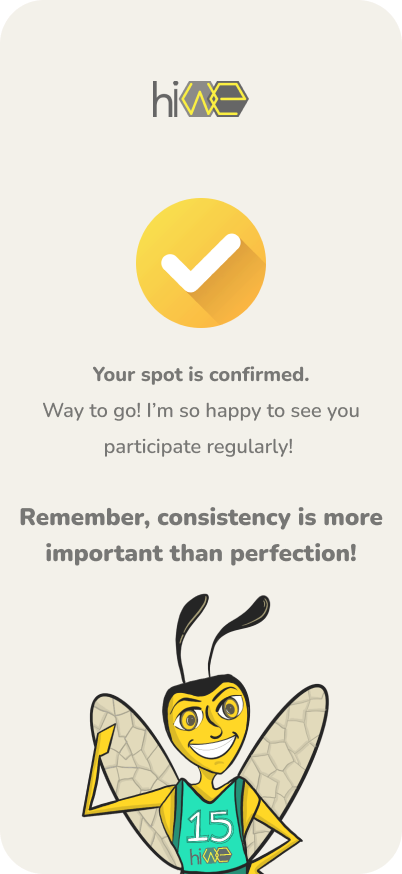 hiwe
Your spot is confirmed.
Way to go! I’m so happy to see you
participate regularly!
Remember, consistency is more
important than perfection!
15
hiwe